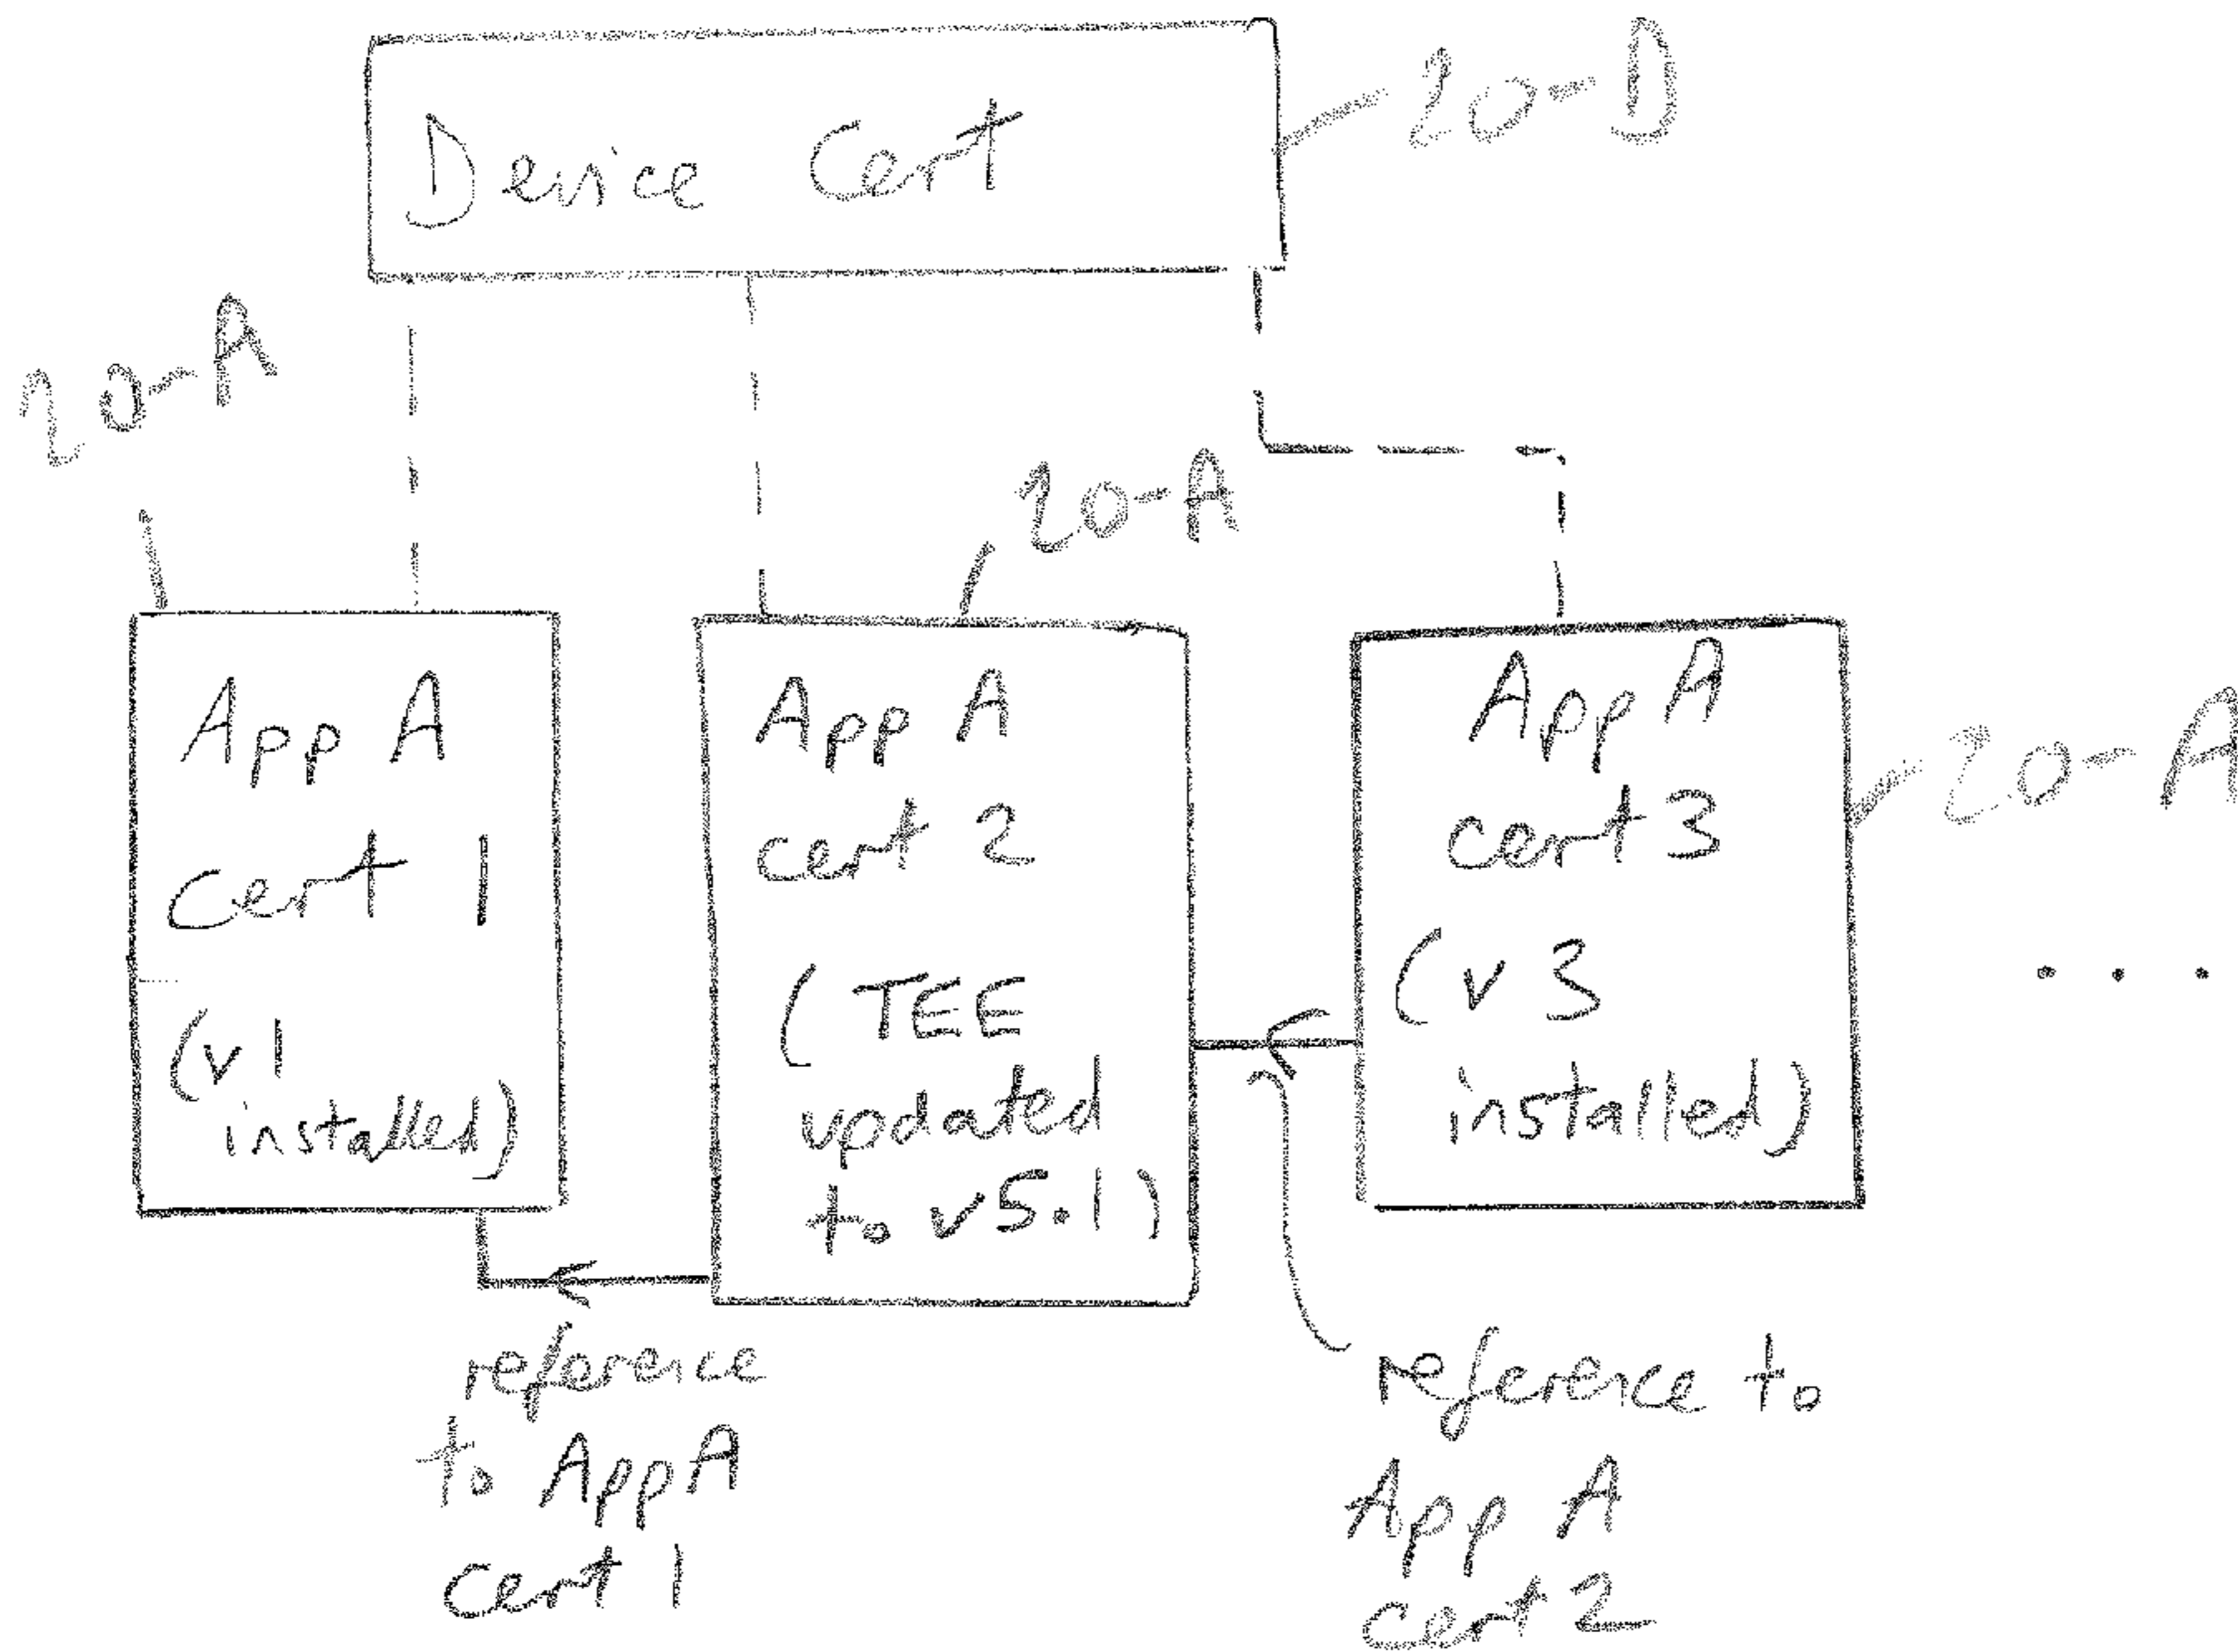 Device Cert
20-D
20-A
20-A
App A
cert 1
(v1
installed)
App A
cert 2
(TEE
updated
to v5.1)
App A
cert 3
(v3
installed)
20-A
...
reference
to App A
cert 1
reference to
App A
cert 2